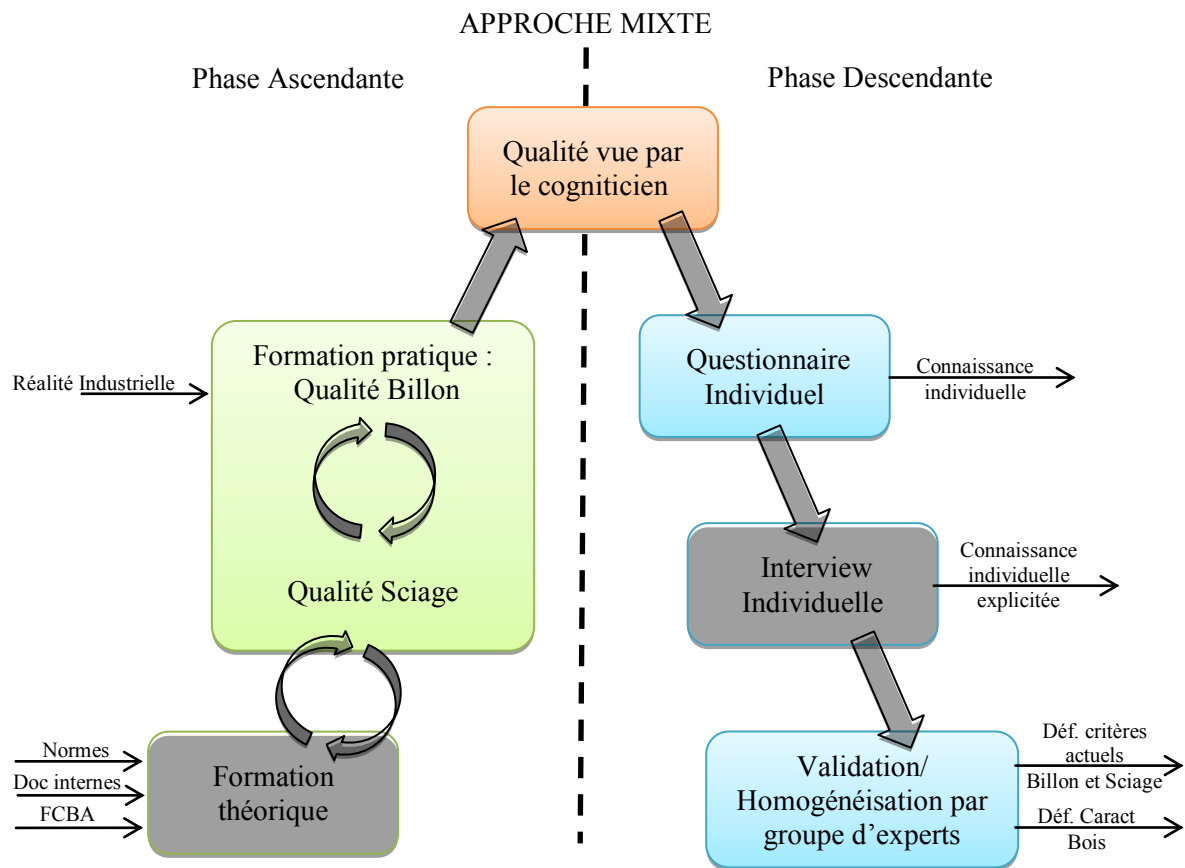 APPROCHE MIXTE
Phase Ascendante
Phase Descendante
Qualité vue par
le cogniticien
Formation pratique :
Qualité Billon
Réalité Industrielle
Qualité Sciage
Normes
Doc internes
FCBA
Formation
théorique
Questionnaire
Individuel
Connaissance
individuelle
Interview
Individuelle
Connaissance
individuelle
explicitée
Validation/
Homogénéisation par
groupe d’experts
Déf. critères
actuels
Billon et Sciage
Déf. Caract
Bois